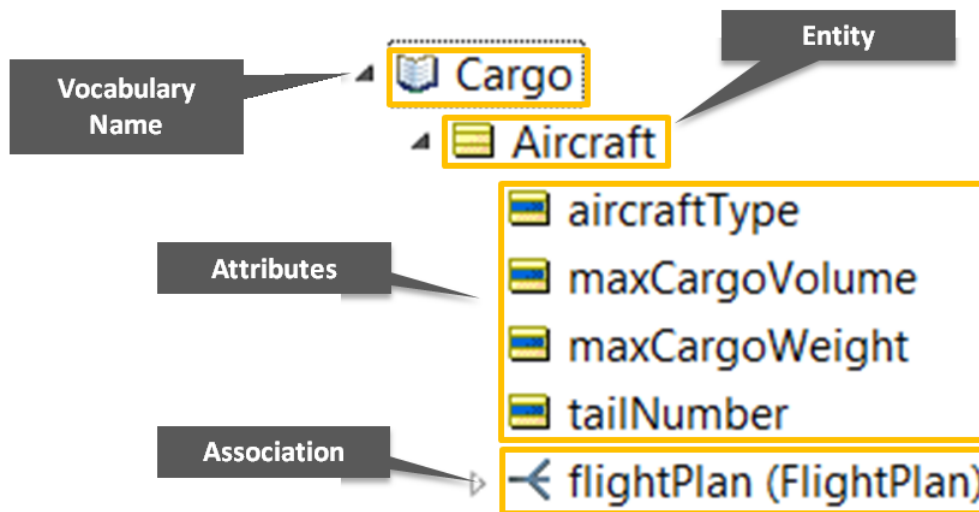 Entity
Vocabulary
Name
Cargo
Aircraft
aircraftType
Attributes
maxCargoVolume
maxCargoWeight
tailNumber
Association
flightPlan (FlightPlan)